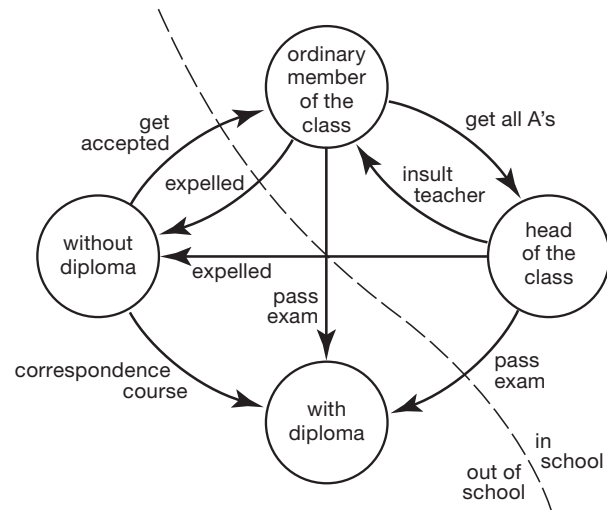 ordinary
member
of the
class
get
accepted
get all A's
expelled
insult
teacher
without
diploma
head
of the
class
expelled
pass
exam
correspondence
course
pass
exam
with
diploma
in
school
out of
school